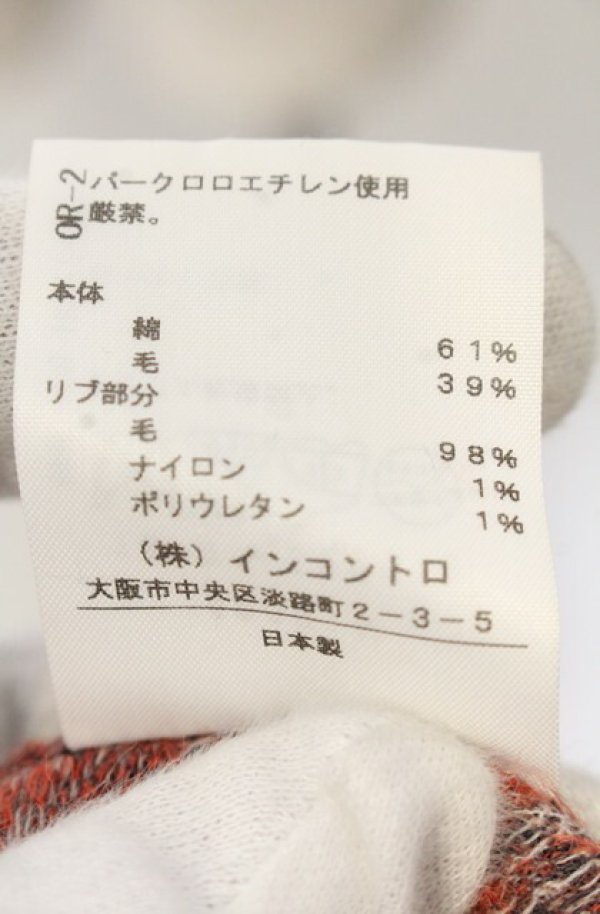 OR-2
パークロロエチレン使用
厳禁。
本体
綿 61%
毛 39%
リブ部分
毛 98%
ナイロン 1%
ポリウレタン 1%
(株)インコントロ
大阪市中央区淡路町2-3-5
日本製